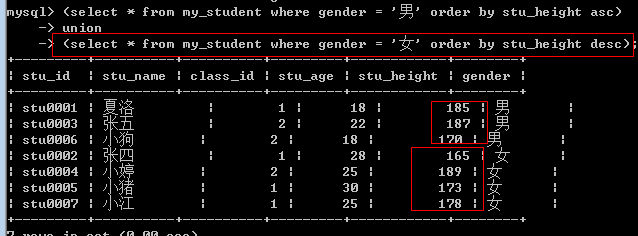 mysql> (select * from my_student where gender = '男' order by stu_height asc)
-> union
-> (select * from my_student where gender = '女' order by stu_height desc);
+----------+----------+----------+---------+------------+--------+
| stu_id | stu_name | class_id | stu_age | stu_height | gender |
+----------+----------+----------+---------+------------+--------+
| stu0001 | 夏洛 | 1 | 18 | 185 | 男 |
| stu0003 | 张五 | 2 | 22 | 187 | 男 |
| stu0006 | 小狗 | 2 | 18 | 170 | 男 |
| stu0002 | 张四 | 1 | 28 | 165 | 女 |
| stu0004 | 小婷 | 2 | 25 | 189 | 女 |
| stu0005 | 小猪 | 1 | 30 | 173 | 女 |
| stu0007 | 小江 | 1 | 25 | 178 | 女 |
+----------+----------+----------+---------+------------+--------+
7 rows in set (0.00 sec)